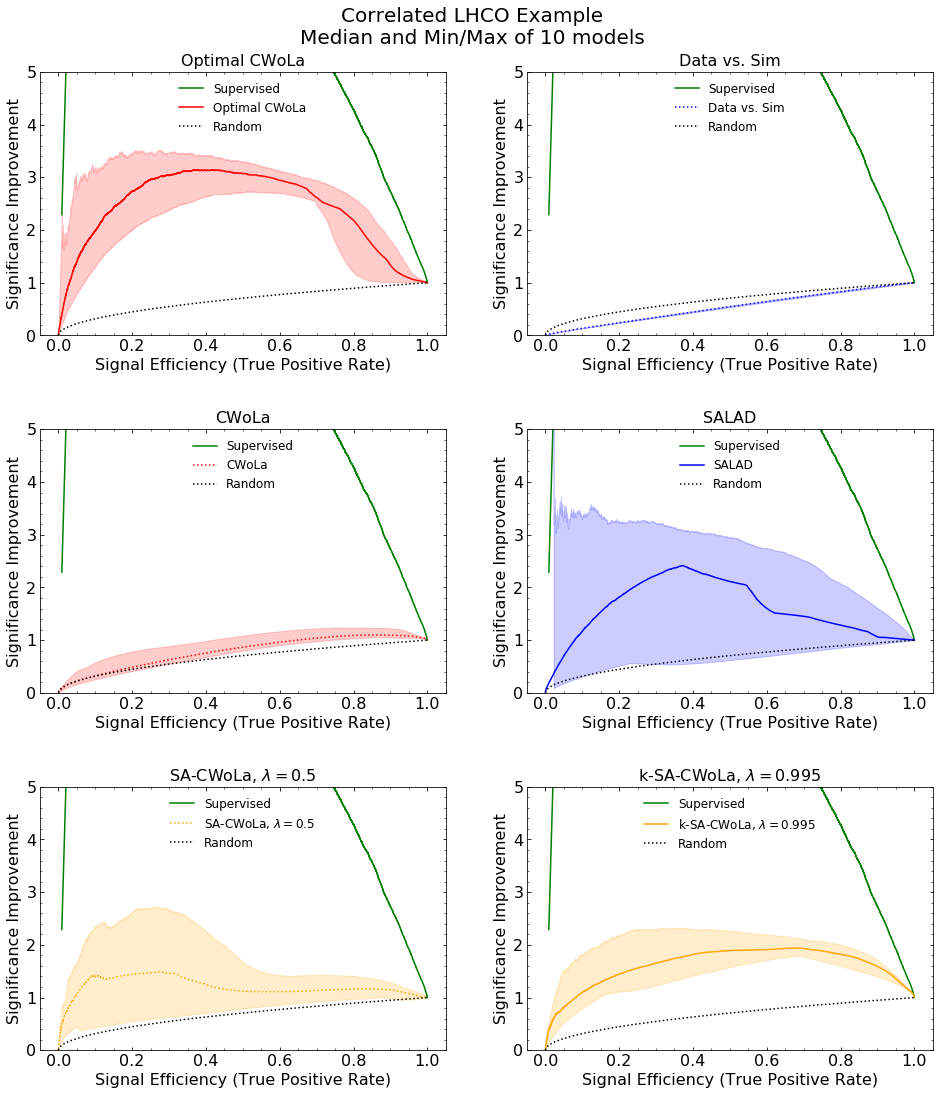 Correlated LHCO Example
Median and Min/Max of 10 models
Optimal CWoLa
Significance Improvement
5
4
3
2
1
0
Supervised
Optimal CWoLa
Random
0.0 0.2 0.4 0.6 0.8 1.0
Signal Efficiency (True Positive Rate)
Data vs. Sim
Significance Improvement
5
4
3
2
1
0
Supervised
Data vs. Sim
Random
0.0 0.2 0.4 0.6 0.8 1.0
Signal Efficiency (True Positive Rate)
CWoLa
Significance Improvement
5
4
3
2
1
0
Supervised
CWoLa
Random
0.0 0.2 0.4 0.6 0.8 1.0
Signal Efficiency (True Positive Rate)
SALAD
Significance Improvement
5
4
3
2
1
0
Supervised
SALAD
Random
0.0 0.2 0.4 0.6 0.8 1.0
Signal Efficiency (True Positive Rate)
SA-CWoLa, λ = 0.5
Significance Improvement
5
4
3
2
1
0
Supervised
SA-CWoLa, λ = 0.5
Random
0.0 0.2 0.4 0.6 0.8 1.0
Signal Efficiency (True Positive Rate)
k-SA-CWoLa, λ = 0.995
Significance Improvement
5
4
3
2
1
0
Supervised
k-SA-CWoLa, λ = 0.995
Random
0.0 0.2 0.4 0.6 0.8 1.0
Signal Efficiency (True Positive Rate)